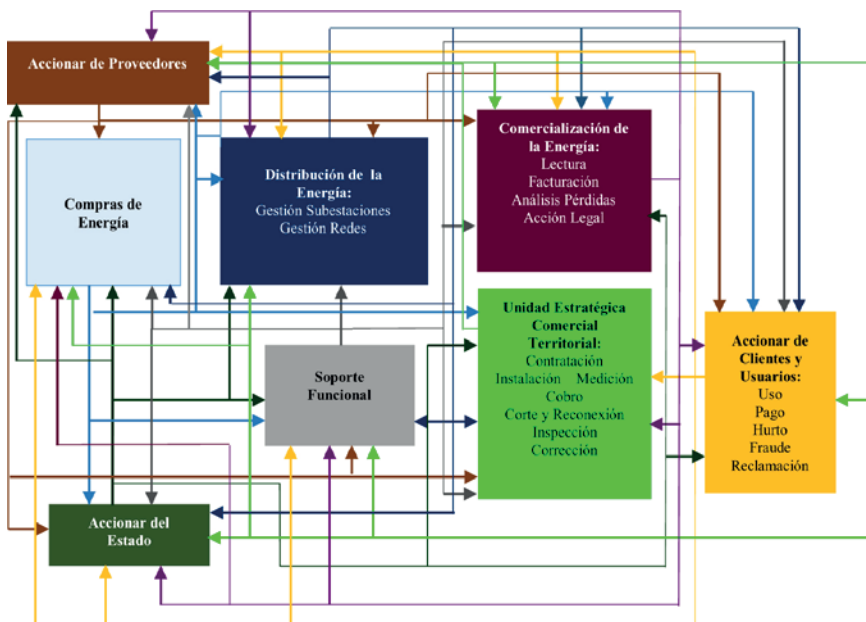 Accionar de Proveedores
Compras de
Energía
Distribución de la
Energía:
Gestión Subestaciones
Gestión Redes
Comercialización de
la Energía:
Lectura
Facturación
Análisis Pérdidas
Acción Legal
Unidad Estratégica
Comercial
Territorial:
Contratación
Instalación Medición
Cobro
Corte y Reconexión
Inspección
Corrección
Accionar de
Clientes y
Usuarios:
Uso
Pago
Hurto
Fraude
Reclamación
Soporte
Funcional
Accionar del
Estado